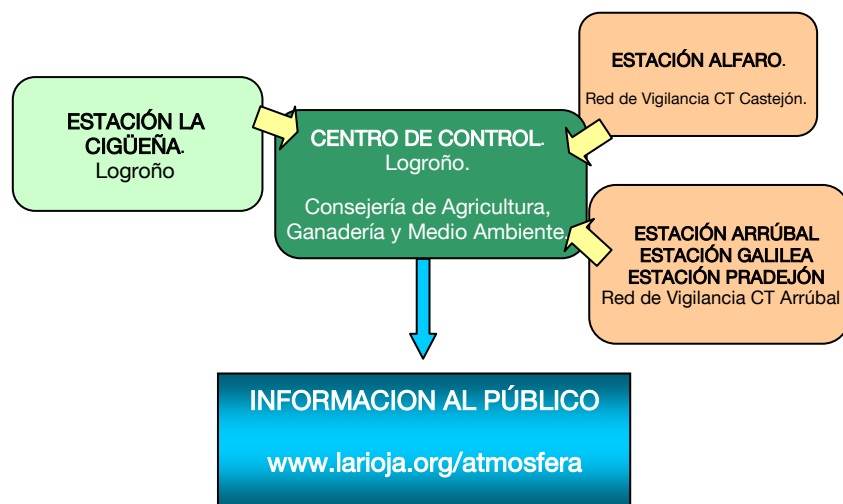 ESTACIÓN LA
CIGÜEÑA.
Logroño
CENTRO DE CONTROL.
Logroño.
Consejería de Agricultura,
Ganadería y Medio Ambiente.
ESTACIÓN ALFARO.
Red de Vigilancia CT Castejón.
ESTACIÓN ARRÚBAL
ESTACIÓN GALILEA
ESTACIÓN PRADEJÓN
Red de Vigilancia CT Arrúbal
INFORMACION AL PÚBLICO
www.larioja.org/atmosfera